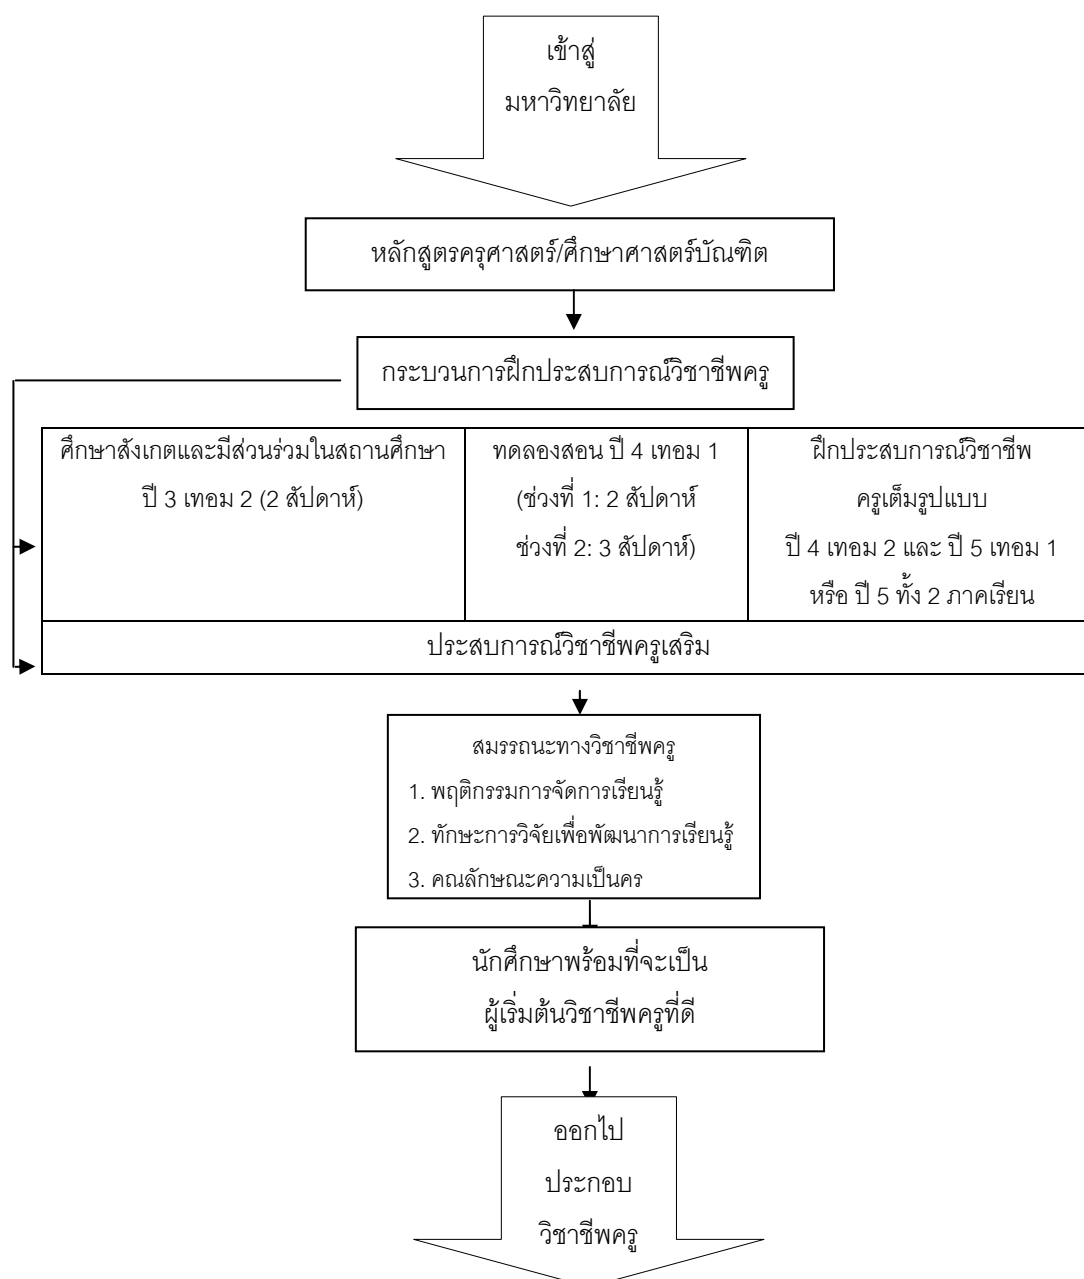 เข้าสู่
มหาวิทยาลัย
หลักสูตรครุศาสตร์/ศึกษาศาสตร์บัณฑิต
กระบวนการฝึกประสบการณ์วิชาชีพครู
ศึกษาสังเกตและมีส่วนร่วมในสถานศึกษา
ปี 3 เทอม 2 (2 สัปดาห์)
ทดลองสอน ปี 4 เทอม 1
(ช่วงที่ 1: 2 สัปดาห์
ช่วงที่ 2: 3 สัปดาห์)
ฝึกประสบการณ์วิชาชีพ
ครูเต็มรูปแบบ
ปี 4 เทอม 2 และ ปี 5 เทอม 1
หรือ ปี 5 ทั้ง 2 ภาคเรียน
ประสบการณ์วิชาชีพครูเสริม
สมรรถนะทางวิชาชีพครู
1. พฤติกรรมการจัดการเรียนรู้
2. ทักษะการวิจัยเพื่อพัฒนาการเรียนรู้
3. คณลักษณะความเป็นคร
นักศึกษาพร้อมที่จะเป็น
ผู้เริ่มต้นวิชาชีพครูที่ดี
ออกไป
ประกอบ
วิชาชีพครู